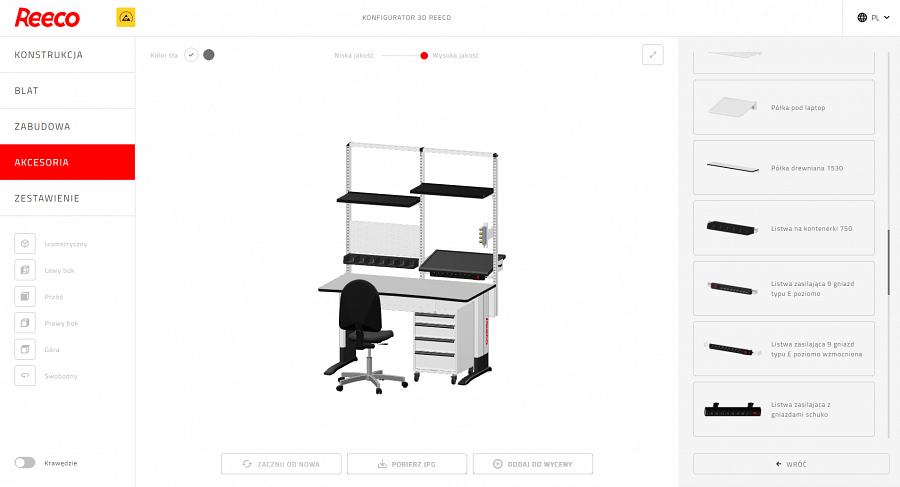 Reeco
KONFIGURATOR 3D REECO
PL
KONSTRUKCJA
BLAT
ZABUDOWA
AKCESORIA
ZESTAWIENIE
Izometryczny
Lewy bok
Przód
Prawy bok
Góra
Swobodny
Krawędzie
Kolor tła
Niska jakość
Wysoka jakość
Reeco
ZACZNIJ OD NOWA
POBIERZ JPG
DODAJ DO WYCENY
Półka pod laptop
Półka drewniana 1530
Listwa na kontenerki 750
Listwa zasilająca 9 gniazd
typu E poziomo
Listwa zasilająca 9 gniazd
typu E poziomo wzmocniona
Listwa zasilajaca z
gniazdami schuko
WRÓĆ